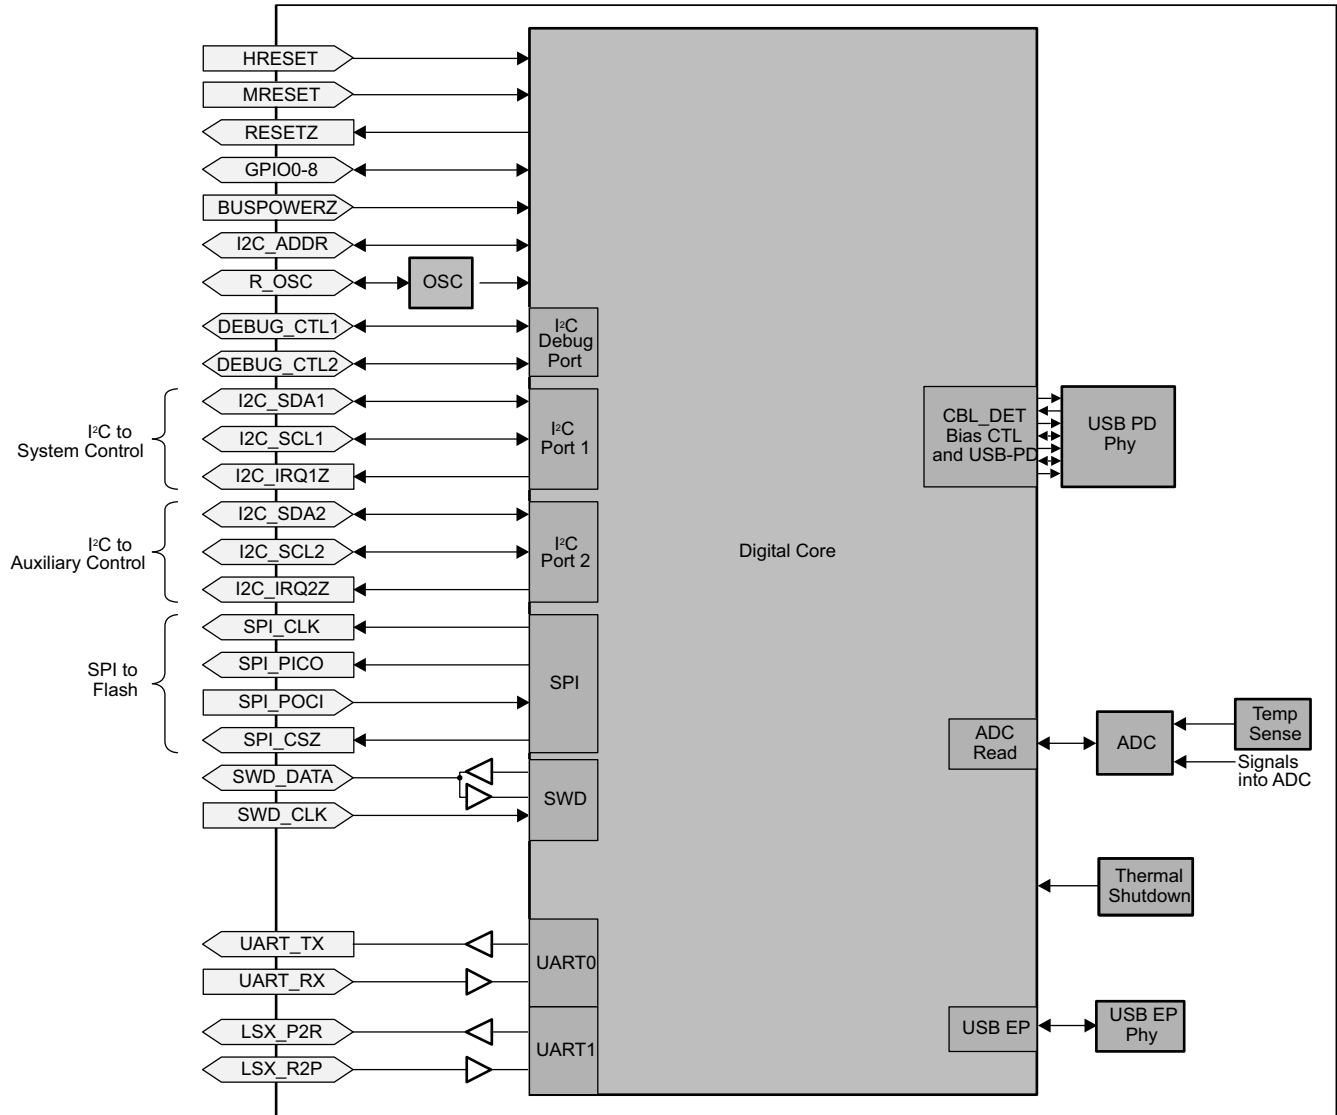 HRESET
MRESET
RESETZ
GPIO0-8
BUSPOWERZ
I2C_ADDR
R_OSC
OSC
DEBUG_CTL1
DEBUG_CTL2
I²C
Debug
Port
I²C to
System Control
I2C_SDA1
I2C_SCL1
I2C_IRQ1Z
I²C
Port 1
I²C to
Auxiliary Control
I2C_SDA2
I2C_SCL2
I2C_IRQ2Z
I²C
Port 2
SPI to
Flash
SPI_CLK
SPI_PICO
SPI_POCI
SPI_CSZ
SPI
SWD_DATA
SWD_CLK
SWD
UART_TX
UART_RX
UART0
LSX_P2R
LSX_R2P
UART1
Digital Core
CBL_DET
Bias CTL
and USB-PD
USB PD
Phy
ADC
Read
ADC
Temp
Sense
Signals
into ADC
Thermal
Shutdown
USB EP
USB EP
Phy